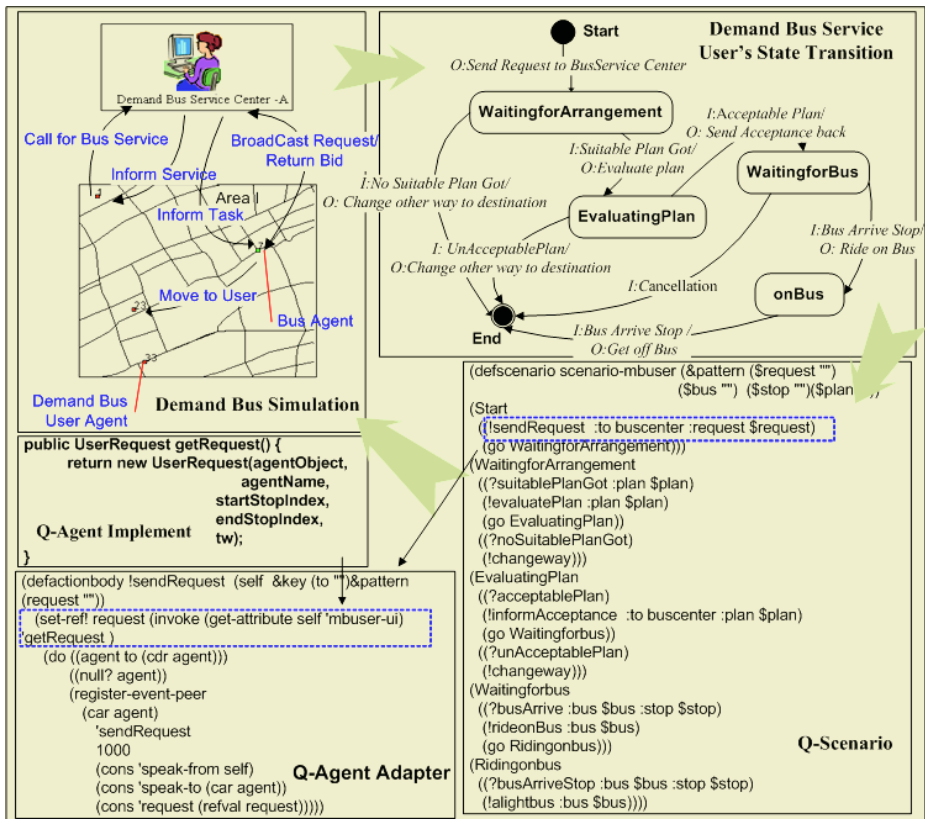 Demand Bus Service Center -A
Call for Bus Service
BroadCast Request/
Return Bid
Inform Service
Area I
Inform Task
7
23
Move to User
Bus Agent
33
Demand Bus
User Agent
Demand Bus Simulation
Demand Bus Service
User's State Transition
Start
O:Send Request to BusService Center
WaitingforArrangement
I:Acceptable Plan/
O: Send Acceptance back
I:Suitable Plan Got/
O:Evaluate plan
WaitingforBus
I:No Suitable Plan Got/
O: Change other way to destination
EvaluatingPlan
I:Bus Arrive Stop/
O: Ride on Bus
I: UnAcceptablePlan/
O:Change other way to destination
I:Cancellation
onBus
End
I:Bus Arrive Stop /
O:Get off Bus
public UserRequest getRequest() {
return new UserRequest(agentObject,
agentName,
startStopIndex,
endStopIndex,
tw);
}
Q-Agent Implement
(defactionbody !sendRequest (self &key (to "")&pattern
(request ""))
(set-ref! request (invoke (get-attribute self 'mbuser-ui)
'getRequest )
(do ((agent to (cdr agent)))
((null? agent))
(register-event-peer
(car agent)
'sendRequest
1000
(cons 'speak-from self)
(cons 'speak-to (car agent))
(cons 'request (refval request)))))
Q-Agent Adapter
(defscenario scenario-mbuser (&pattern ($request "")
($bus "") ($stop "")($plan
(Start
((!sendRequest :to buscenter :request $request)
(go WaitingforArrangement)))
(WaitingforArrangement
((?suitablePlanGot :plan $plan)
(!evaluatePlan :plan $plan)
(go EvaluatingPlan))
((?noSuitablePlanGot)
(!changeway)))
(EvaluatingPlan
((?acceptablePlan)
(!informAcceptance :to buscenter :plan $plan)
(go Waitingforbus))
((?unAcceptablePlan)
(!changeway)))
(Waitingforbus
((?busArrive :bus $bus :stop $stop)
(!rideonBus :bus $bus)
(go Ridingonbus)))
(Ridingonbus
((?busArriveStop :bus $bus :stop $stop)
(!alightbus :bus $bus))))
Q-Scenario